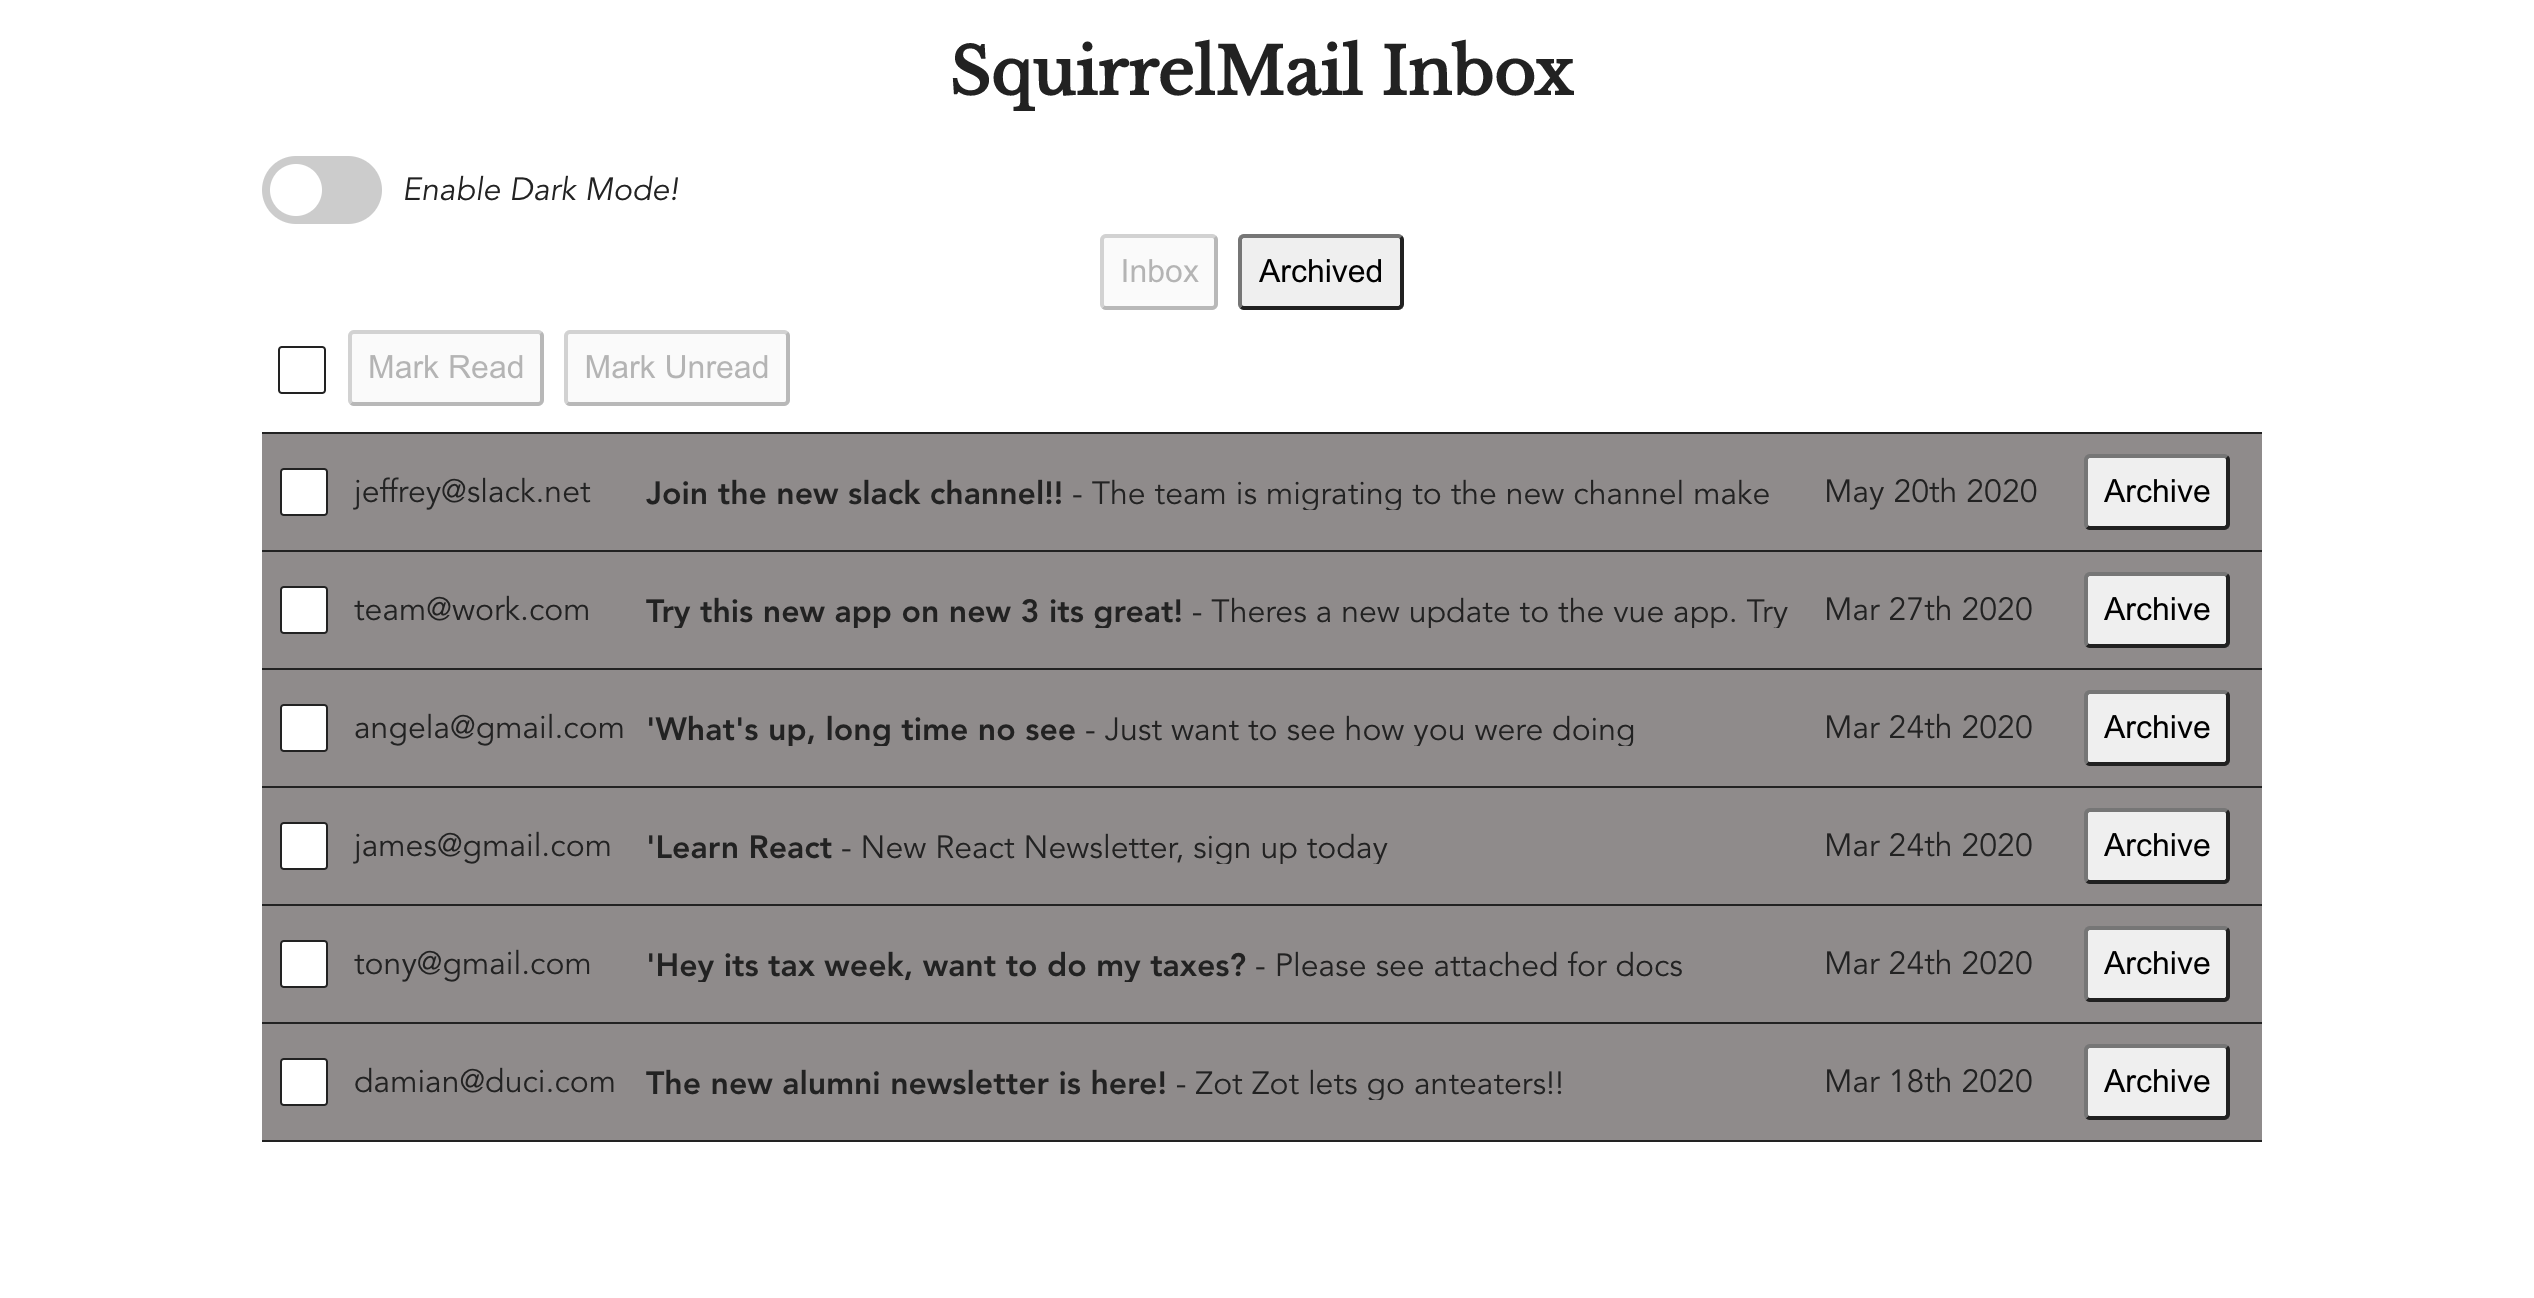 SquirrelMail Inbox
Enable Dark Mode!
Inbox Archived
Mark Read Mark Unread
jeffrey@slack.net Join the new slack channel!! - The team is migrating to the new channel make May 20th 2020 Archive
team@work.com Try this new app on new 3 its great! - Theres a new update to the vue app. Try Mar 27th 2020 Archive
angela@gmail.com 'What's up, long time no see - Just want to see how you were doing Mar 24th 2020 Archive
james@gmail.com 'Learn React - New React Newsletter, sign up today Mar 24th 2020 Archive
tony@gmail.com 'Hey its tax week, want to do my taxes? - Please see attached for docs Mar 24th 2020 Archive
damian@duci.com The new alumni newsletter is here! - Zot Zot lets go anteaters!! Mar 18th 2020 Archive